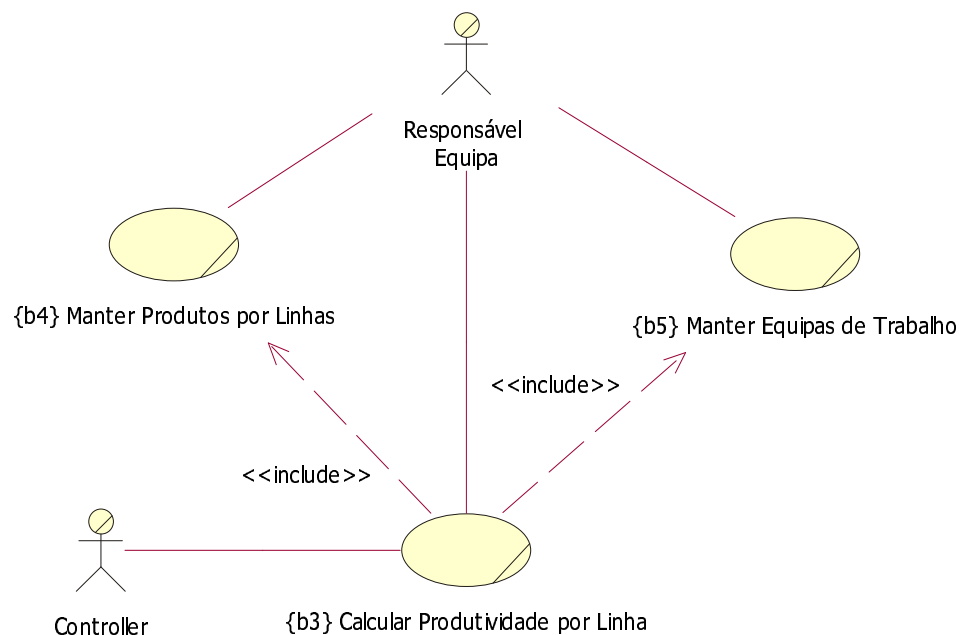 Responsável
Equipa
{b4} Manter Produtos por Linhas
{b5} Manter Equipas de Trabalho
<<include>>
<<include>>
Controller
{b3} Calcular Produtividade por Linha